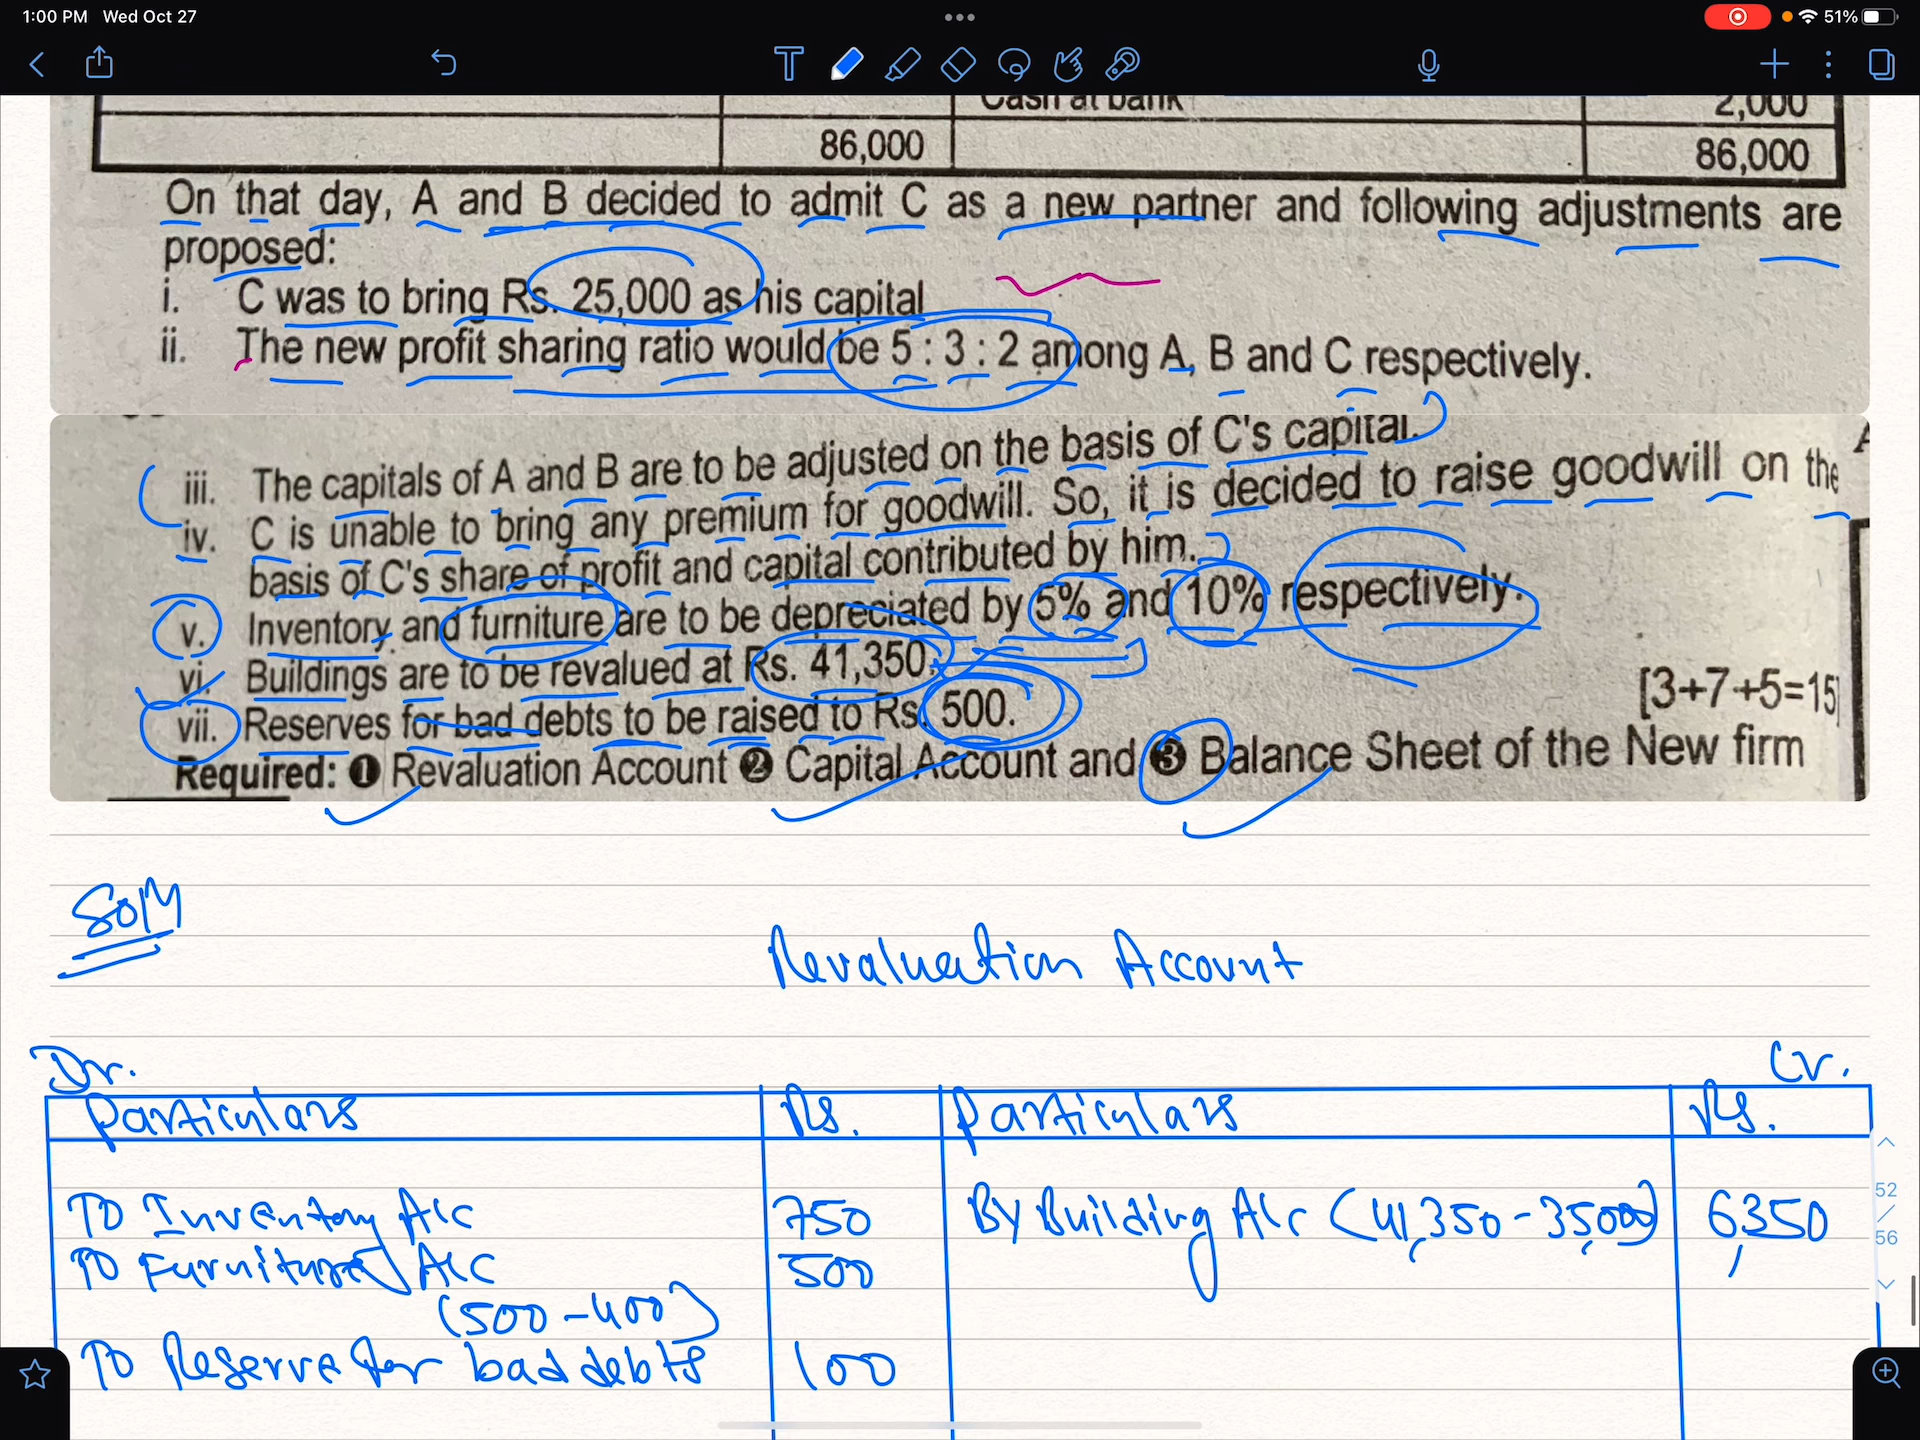 1:00 PM Wed Oct 27
51%
Cash at bank 2,000
86,000 86,000
On that day, A and B decided to admit C as a new partner and following adjustments are
proposed:
i. C was to bring Rs. 25,000 as his capital
ii. The new profit sharing ratio would be 5 : 3 : 2 among A, B and C respectively.
iii. The capitals of A and B are to be adjusted on the basis of C's capital.
iv. C is unable to bring any premium for goodwill. So, it is decided to raise goodwill on the
basis of C's share of profit and capital contributed by him.
v. Inventory and furniture are to be depreciated by 5% and 10% respectively.
vi. Buildings are to be revalued at Rs. 41,350.
vii. Reserves for bad debts to be raised to Rs. 500.
[3+7+5=15]
Required: ❶ Revaluation Account ❷ Capital Account and ❸ Balance Sheet of the New firm
Soln
Revaluation Account
Dr. Cr.
Particulars Rs. Particulars Rs.
To Inventory A/c 750 By Building A/c (41,350-35000) 6,350
To Furniture A/c 500
(500-400)
To Reserve for bad debts 100
52
56